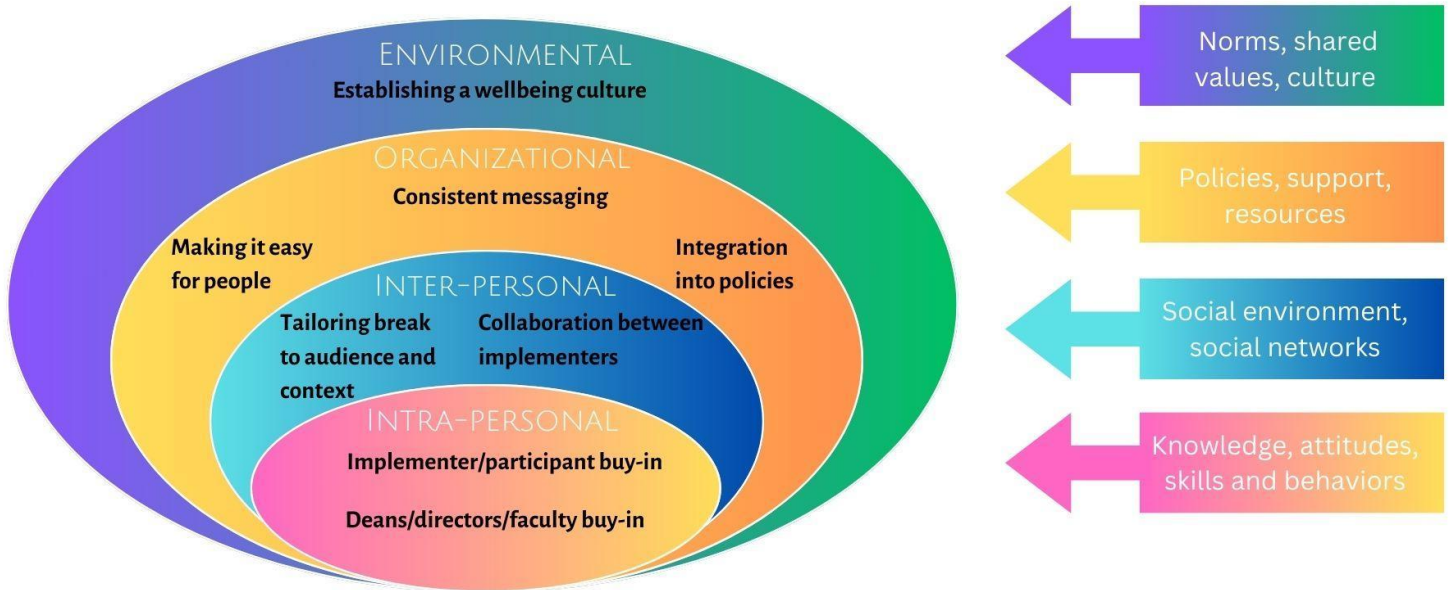 ENVIRONMENTAL
Establishing a wellbeing culture
ORGANIZATIONAL
Consistent messaging
Making it easy
for people
Integration
into policies
INTER-PERSONAL
Tailoring break
to audience and
context
Collaboration between
implementers
INTRA-PERSONAL
Implementer/participant buy-in
Deans/directors/faculty buy-in
Norms, shared
values, culture
Policies, support,
resources
Social environment,
social networks
Knowledge, attitudes,
skills and behaviors